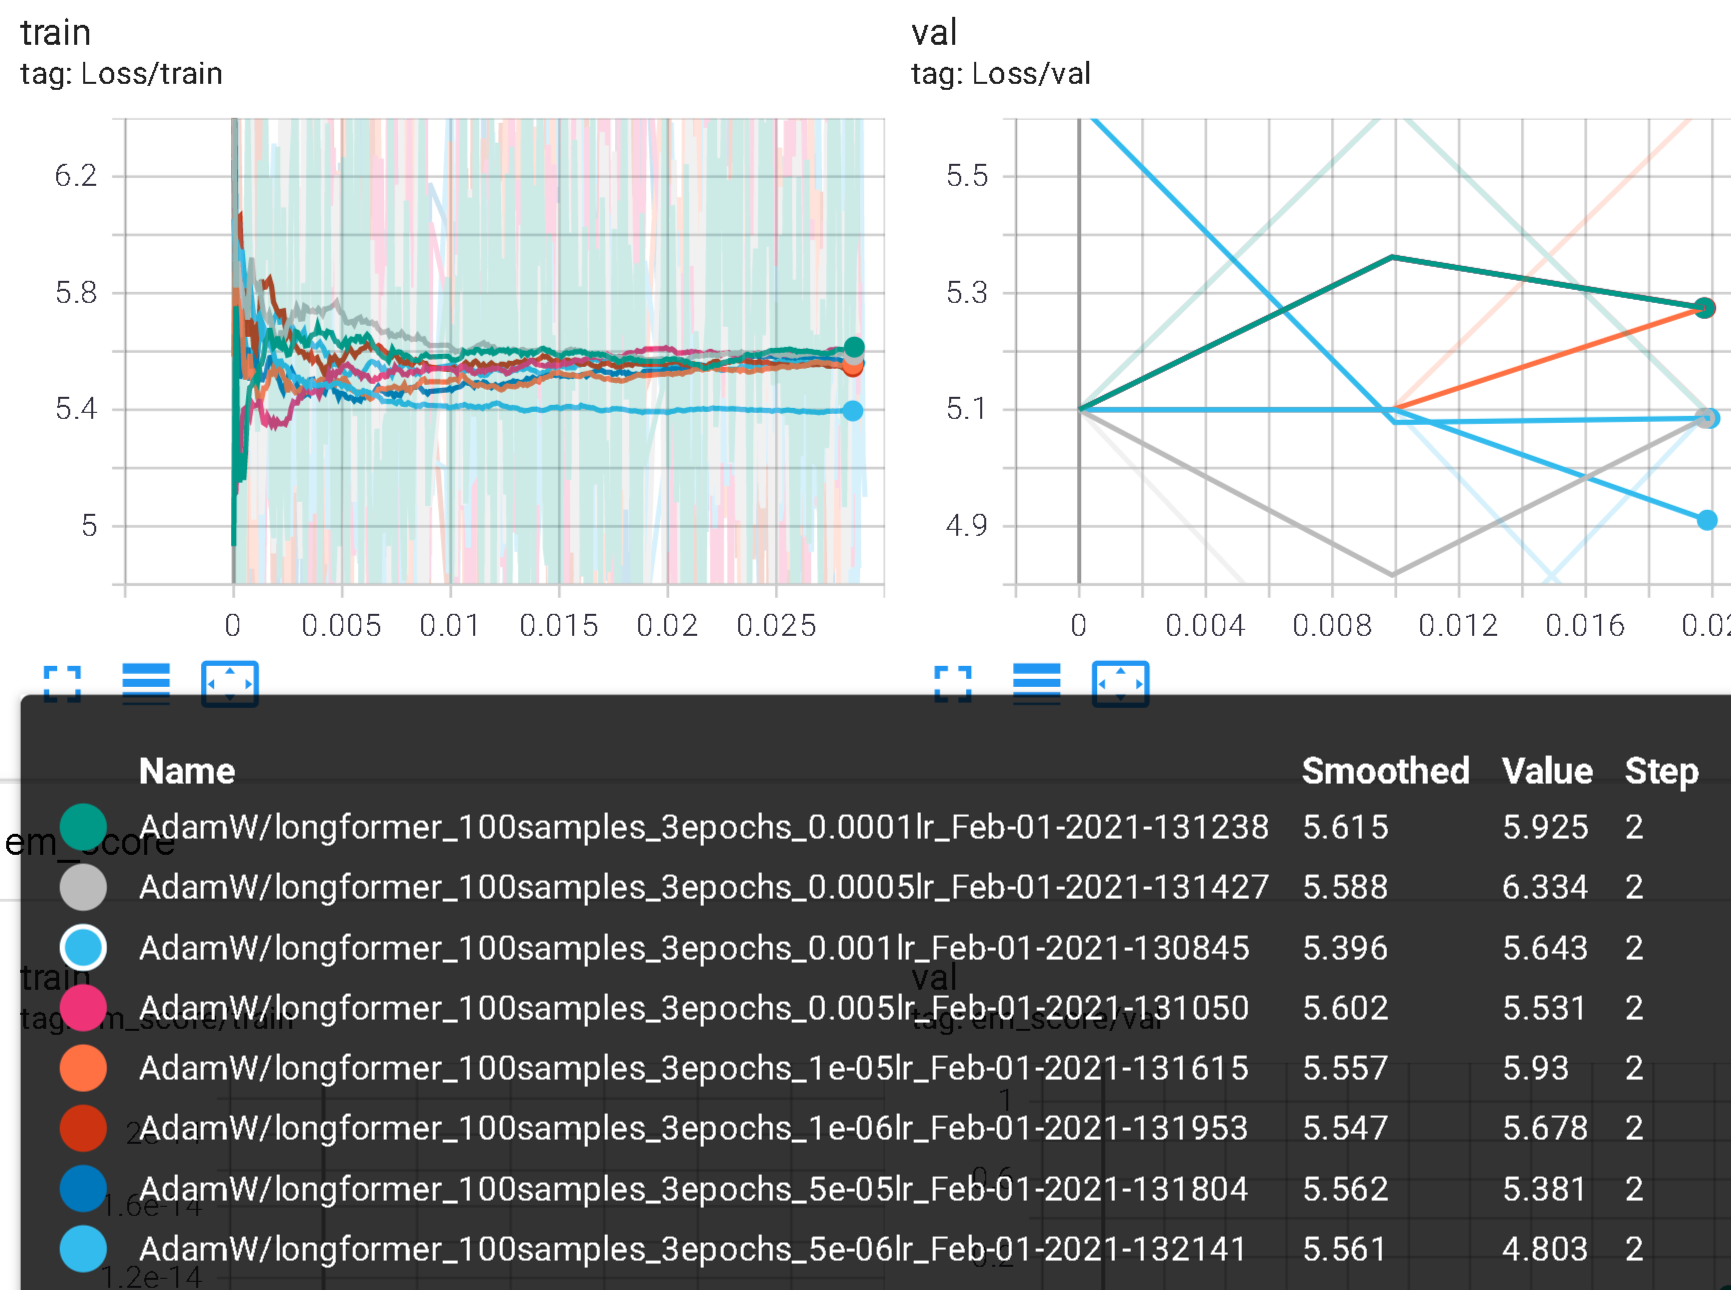 train
tag: Loss/train
6.2
5.8
5.4
5
0 0.005 0.01 0.015 0.02 0.025
val
tag: Loss/val
5.5
5.3
5.1
4.9
0 0.004 0.008 0.012 0.016 0.02
Name Smoothed Value Step
AdamW/longformer_100samples_3epochs_0.0001lr_Feb-01-2021-131238 5.615 5.925 2
em_score
AdamW/longformer_100samples_3epochs_0.0005lr_Feb-01-2021-131427 5.588 6.334 2
AdamW/longformer_100samples_3epochs_0.001lr_Feb-01-2021-130845 5.396 5.643 2
train
val
AdamW/longformer_100samples_3epochs_0.005lr_Feb-01-2021-131050 5.602 5.531 2
tag: em_score/train
tag: em_score/val
AdamW/longformer_100samples_3epochs_1e-05lr_Feb-01-2021-131615 5.557 5.93 2
1
AdamW/longformer_100samples_3epochs_1e-06lr_Feb-01-2021-131953 5.547 5.678 2
0.6
AdamW/longformer_100samples_3epochs_5e-05lr_Feb-01-2021-131804 5.562 5.381 2
1.6e-14
AdamW/longformer_100samples_3epochs_5e-06lr_Feb-01-2021-132141 5.561 4.803 2
0.2
1.2e-14